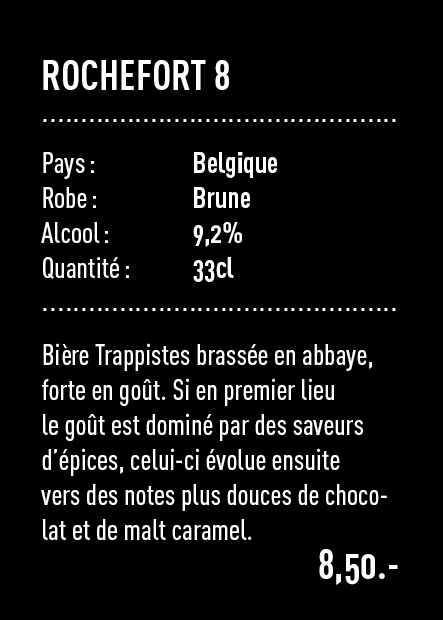 ROCHEFORT 8
Pays : Belgique
Robe : Brune
Alcool : 9,2%
Quantité : 33cl
Bière Trappistes brassée en abbaye,
forte en goût. Si en premier lieu
le goût est dominé par des saveurs
d'épices, celui-ci évolue ensuite
vers des notes plus douces de choco-
lat et de malt caramel.
8,50.-